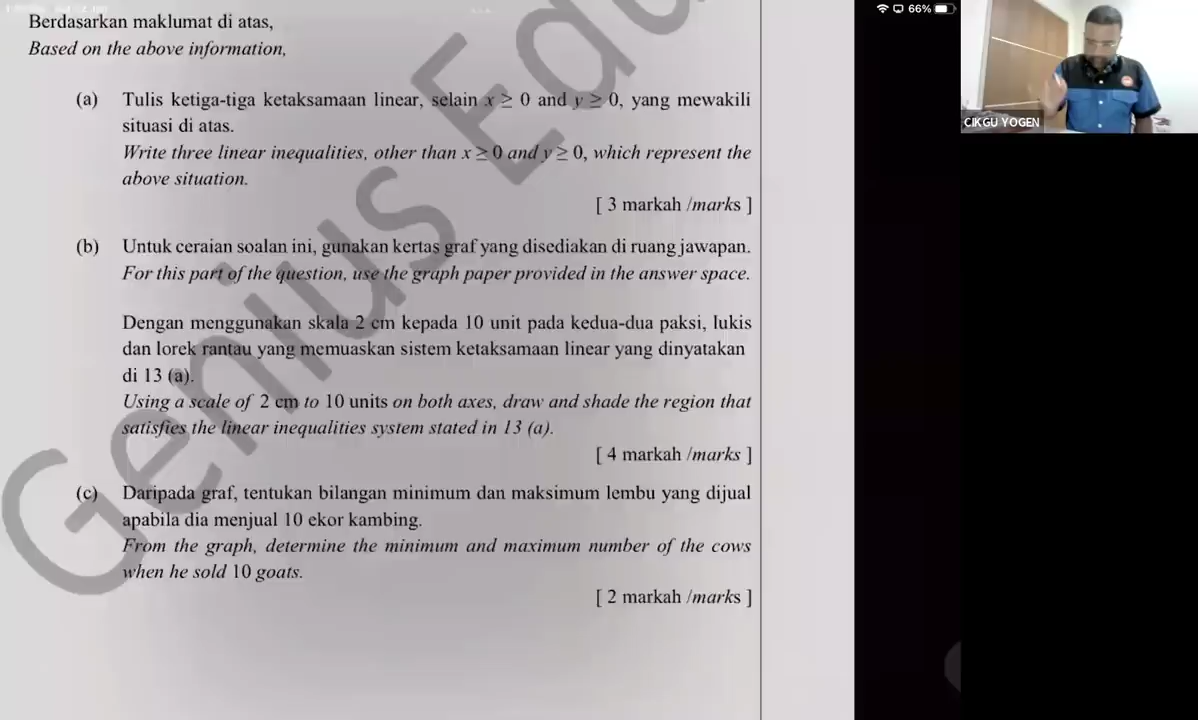 Berdasarkan maklumat di atas,
Based on the above information,
(a) Tulis ketiga-tiga ketaksamaan linear, selain x ≥ 0 and y ≥ 0, yang mewakili
situasi di atas.
Write three linear inequalities, other than x ≥ 0 and y ≥ 0, which represent the
above situation.
[ 3 markah /marks ]
(b) Untuk ceraian soalan ini, gunakan kertas graf yang disediakan di ruang jawapan.
For this part of the question, use the graph paper provided in the answer space.
Dengan menggunakan skala 2 cm kepada 10 unit pada kedua-dua paksi, lukis
dan lorek rantau yang memuaskan sistem ketaksamaan linear yang dinyatakan
di 13 (a).
Using a scale of 2 cm to 10 units on both axes, draw and shade the region that
satisfies the linear inequalities system stated in 13 (a).
[ 4 markah /marks ]
(c) Daripada graf, tentukan bilangan minimum dan maksimum lembu yang dijual
apabila dia menjual 10 ekor kambing.
From the graph, determine the minimum and maximum number of the cows
when he sold 10 goats.
[ 2 markah /marks ]
Genius Edu
66%
CIKGU YOGEN